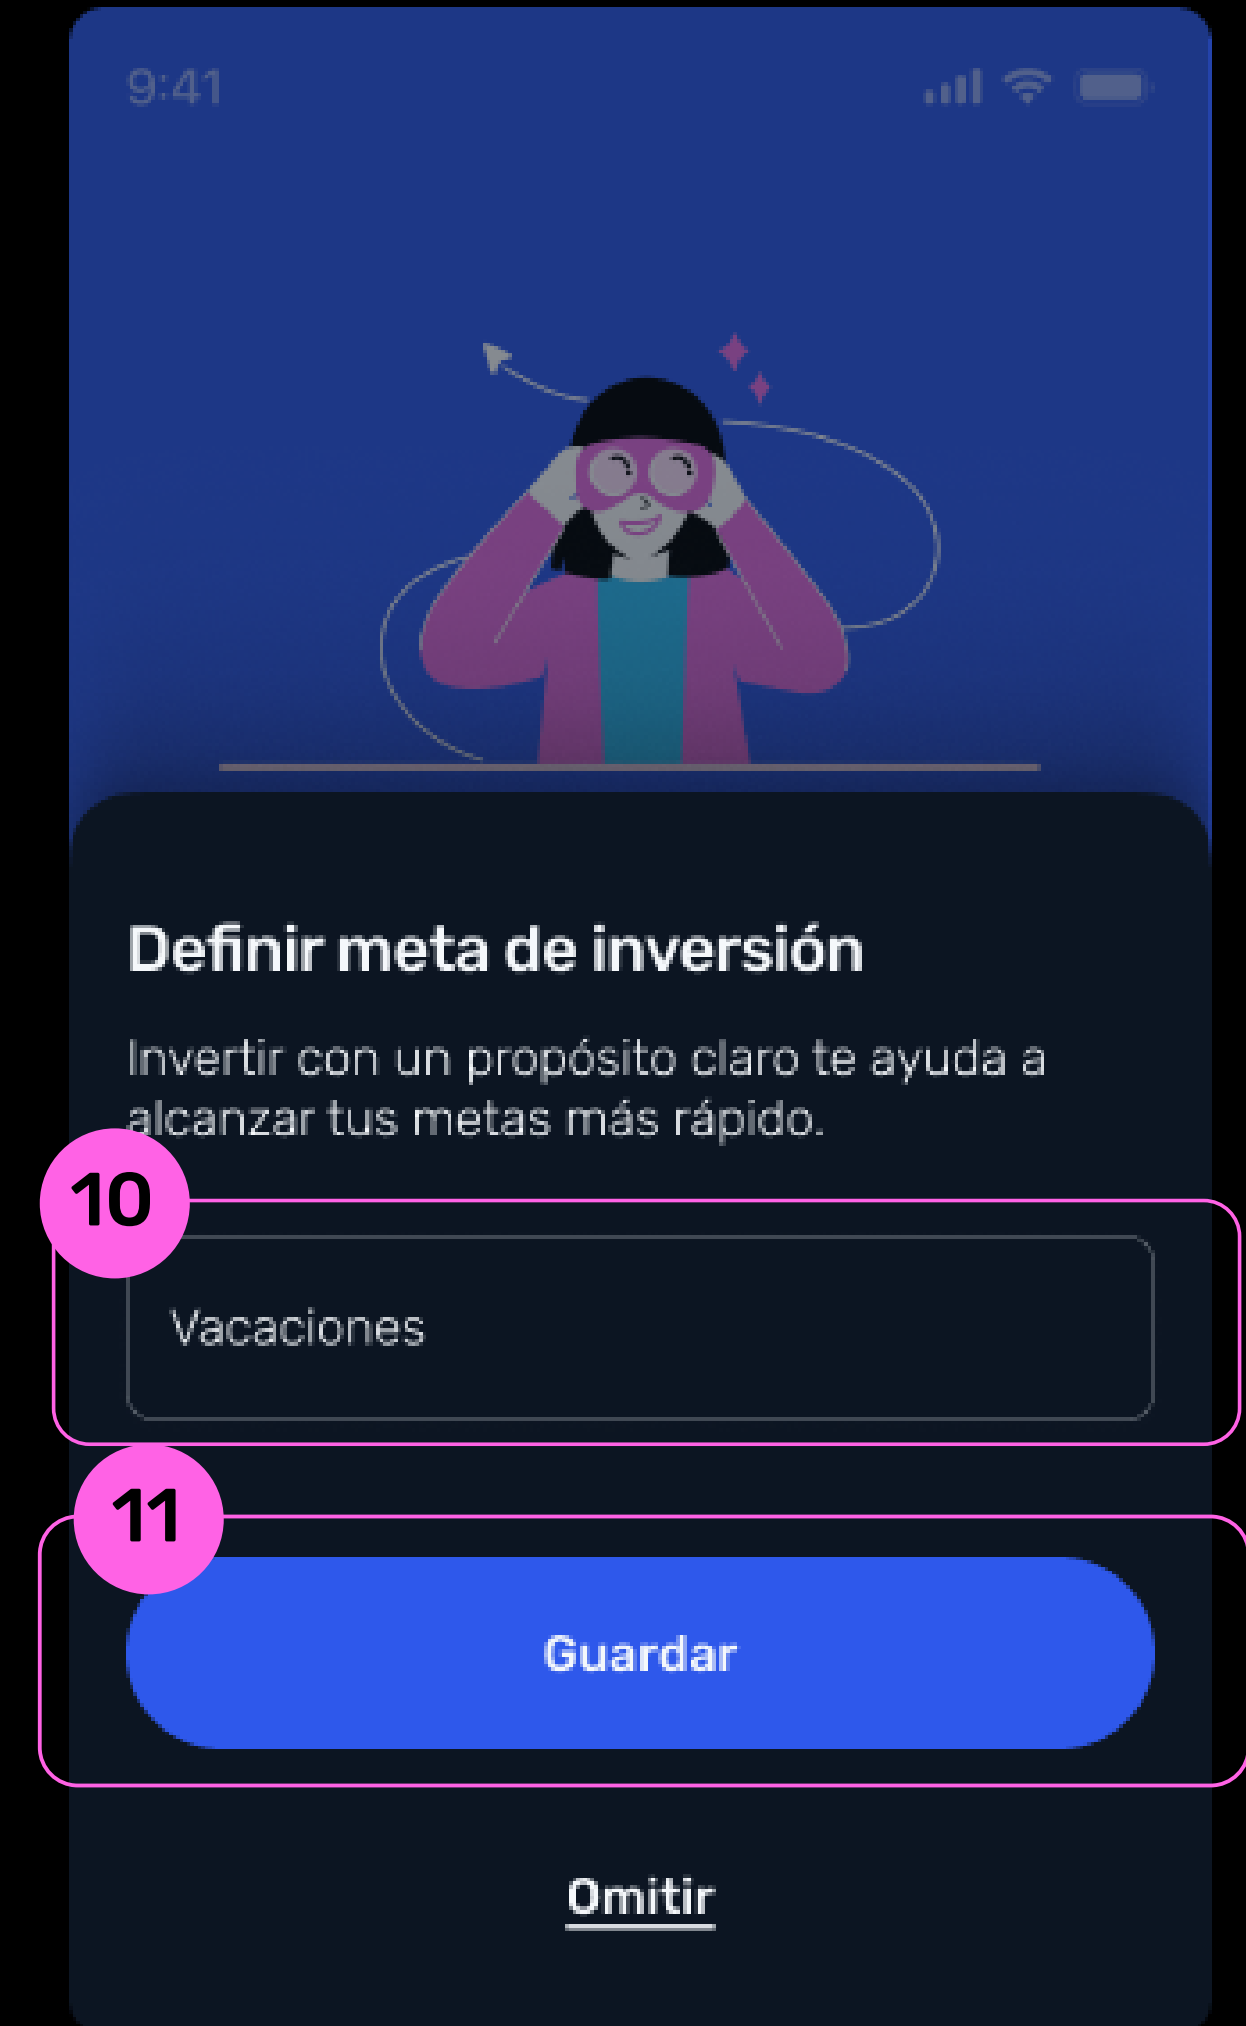 9:41
Definir meta de inversión
Invertir con un propósito claro te ayuda a
alcanzar tus metas más rápido.
10
Vacaciones
11
Guardar
Omitir